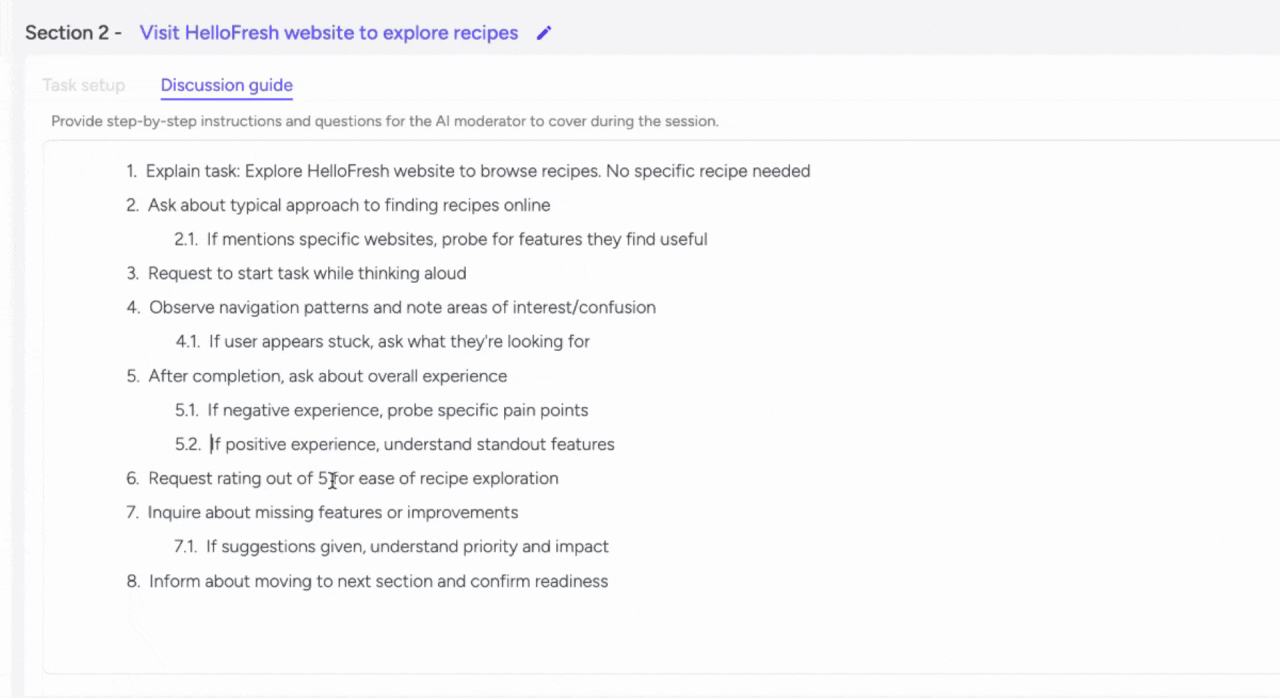 Section 2 - Visit HelloFresh website to explore recipes
Task setup Discussion guide
Provide step-by-step instructions and questions for the AI moderator to cover during the session.
1. Explain task: Explore HelloFresh website to browse recipes. No specific recipe needed
2. Ask about typical approach to finding recipes online
2.1. If mentions specific websites, probe for features they find useful
3. Request to start task while thinking aloud
4. Observe navigation patterns and note areas of interest/confusion
4.1. If user appears stuck, ask what they're looking for
5. After completion, ask about overall experience
5.1. If negative experience, probe specific pain points
5.2. If positive experience, understand standout features
6. Request rating out of 5 for ease of recipe exploration
7. Inquire about missing features or improvements
7.1. If suggestions given, understand priority and impact
8. Inform about moving to next section and confirm readiness